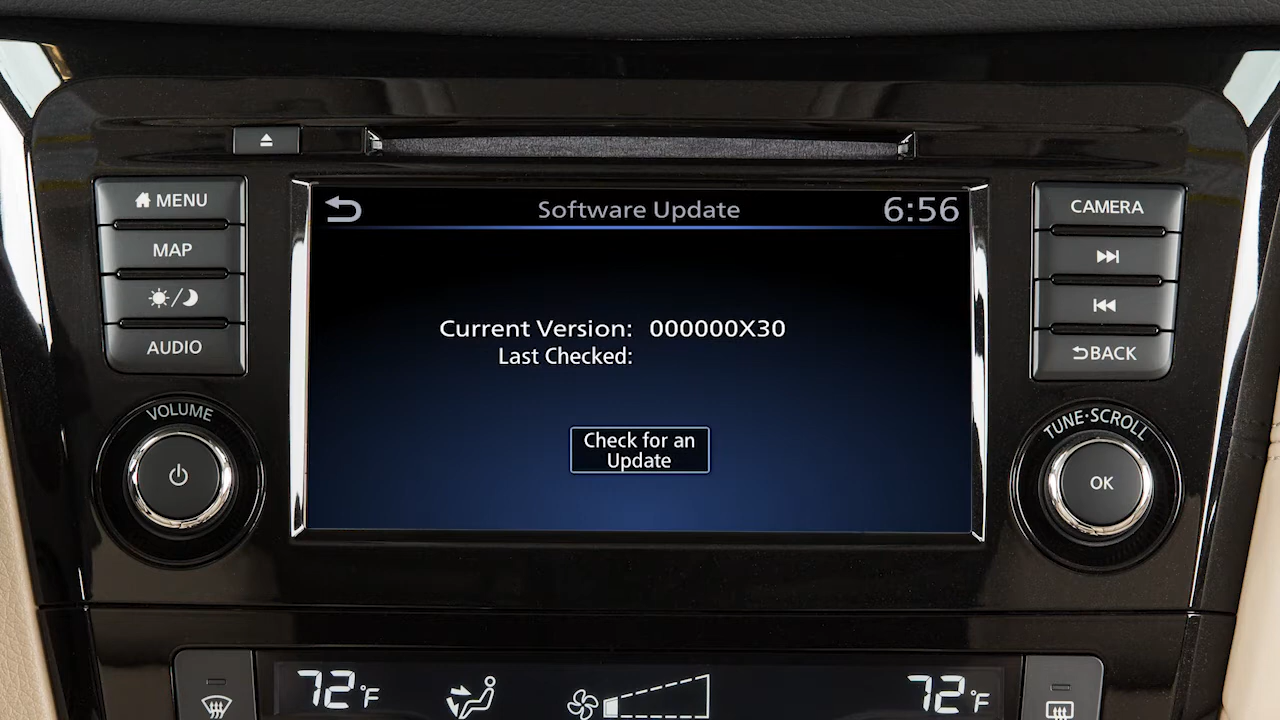 MENU
MAP
AUDIO
VOLUME
Software Update
6:56
Current Version: 000000X30
Last Checked:
Check for an
Update
CAMERA
BACK
TUNE·SCROLL
OK
72°F
72°F